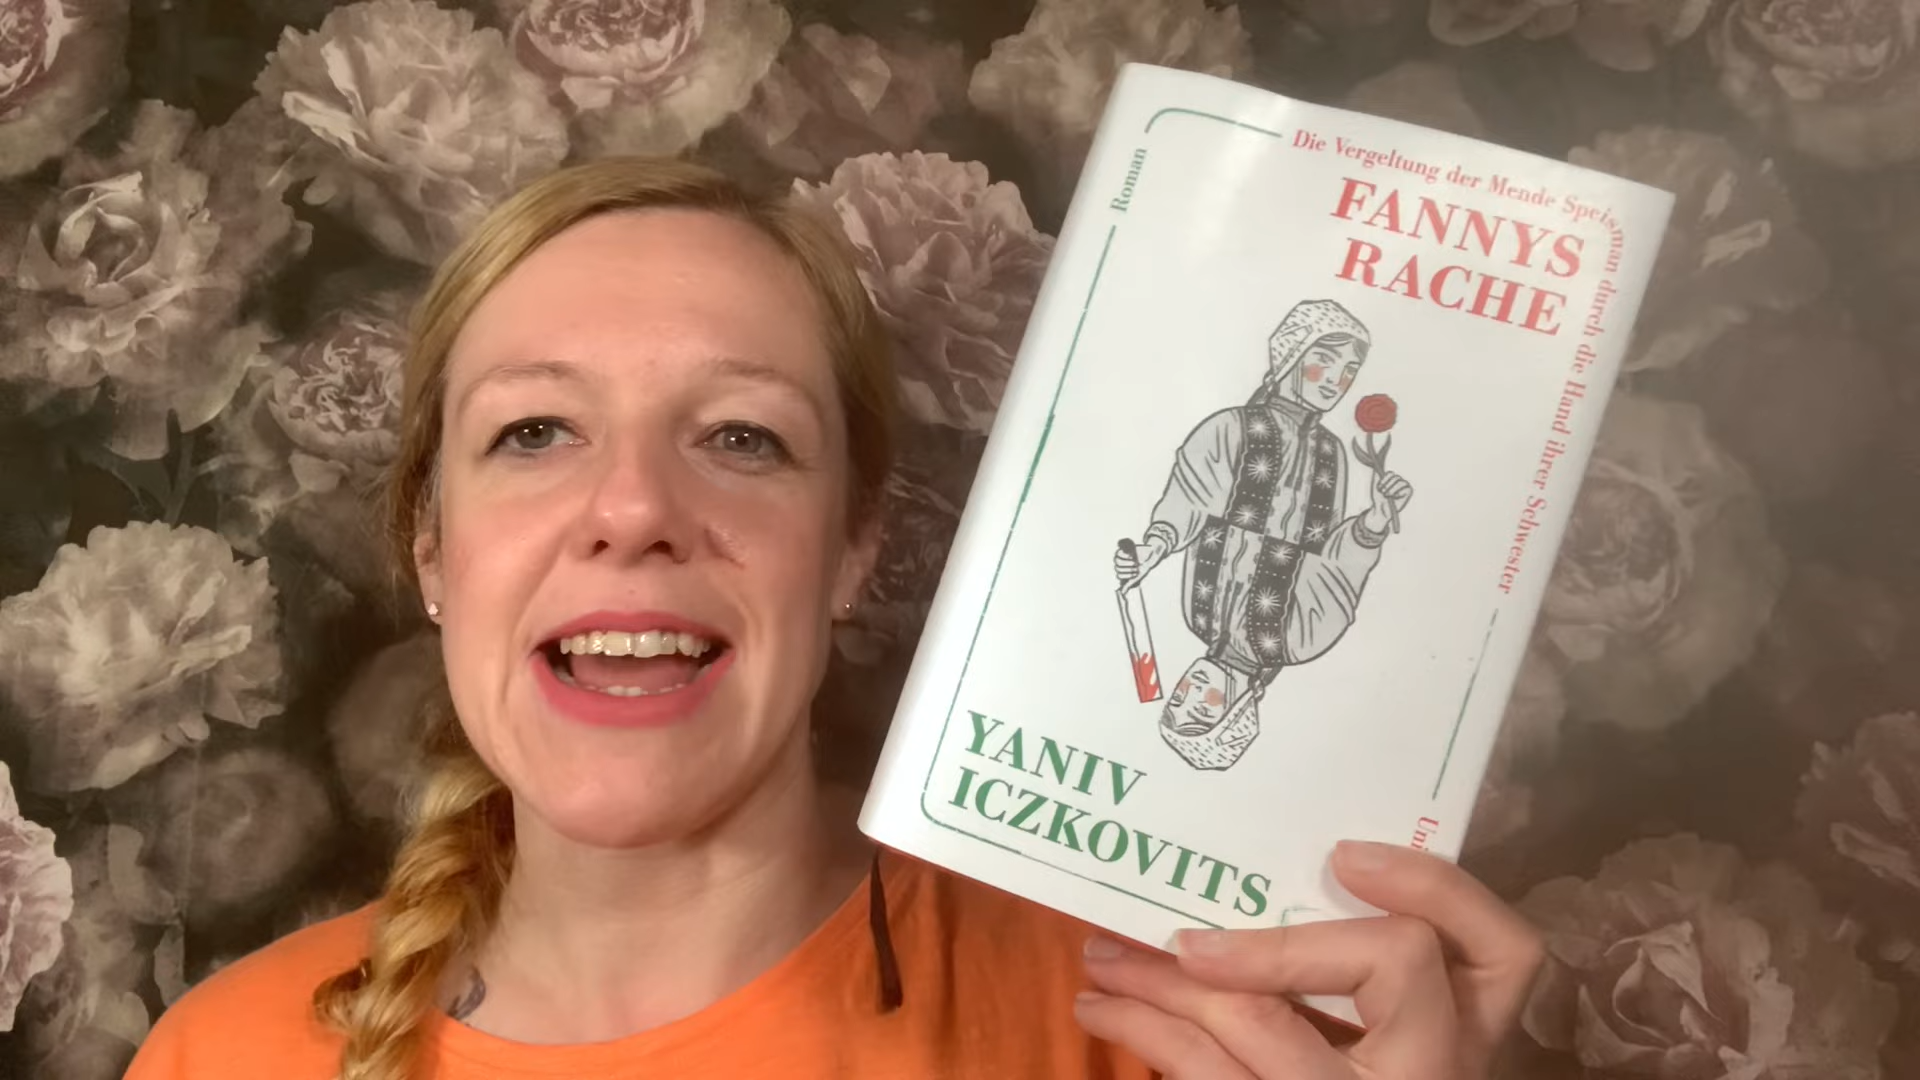 Roman
Die Vergeltung der Mende Speisman durch die Hand ihrer Schwester
FANNYS
RACHE
YANIV
ICZKOVITS